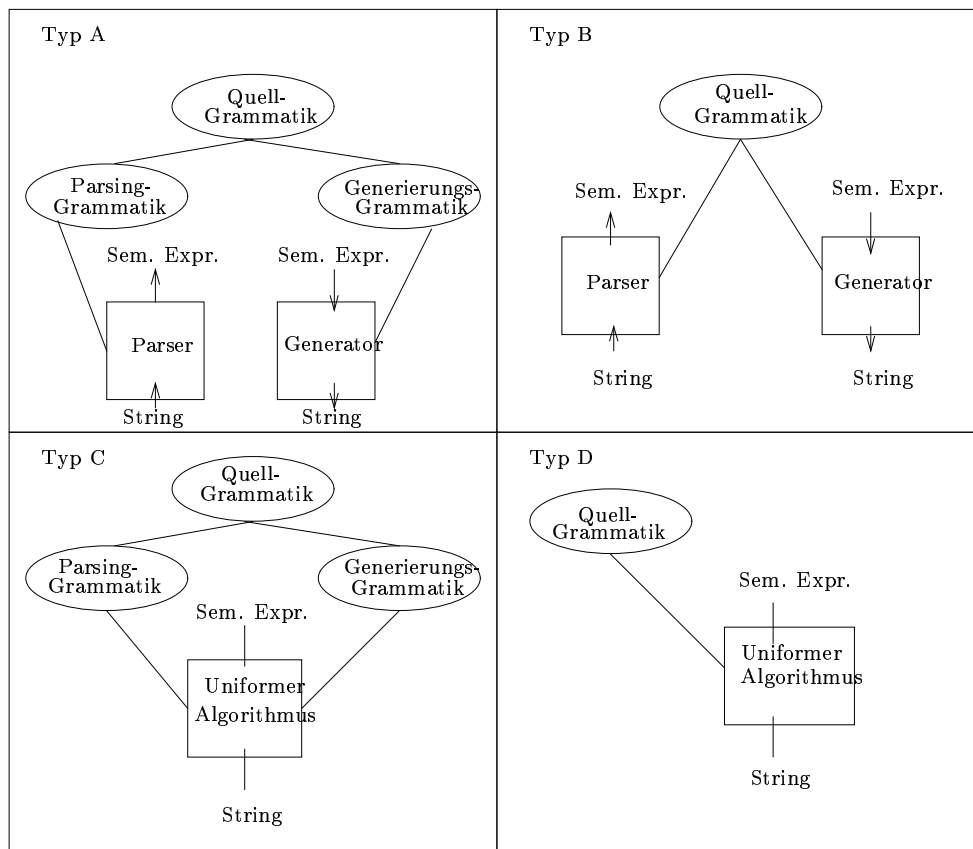 Typ A
Quell-
Grammatik
Parsing-
Grammatik
Generierungs-
Grammatik
Sem. Expr.
Sem. Expr.
Parser
Generator
String
String
Typ B
Quell-
Grammatik
Sem. Expr.
Sem. Expr.
Parser
Generator
String
String
Typ C
Quell-
Grammatik
Parsing-
Grammatik
Generierungs-
Grammatik
Sem. Expr.
Uniformer
Algorithmus
String
Typ D
Quell-
Grammatik
Sem. Expr.
Uniformer
Algorithmus
String